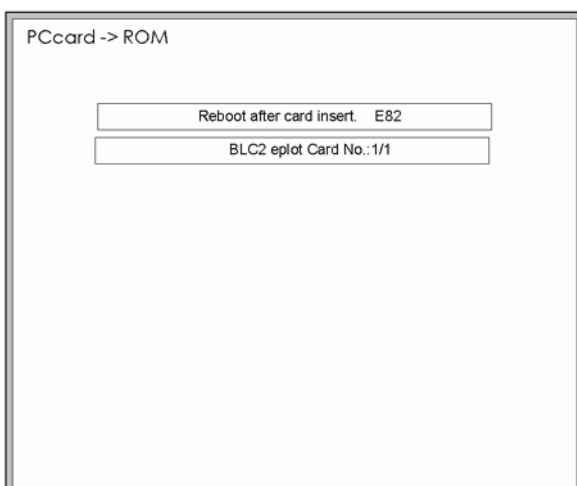 PCcard -> ROM
Reboot after card insert. E82
BLC2 eplot Card No.:1/1